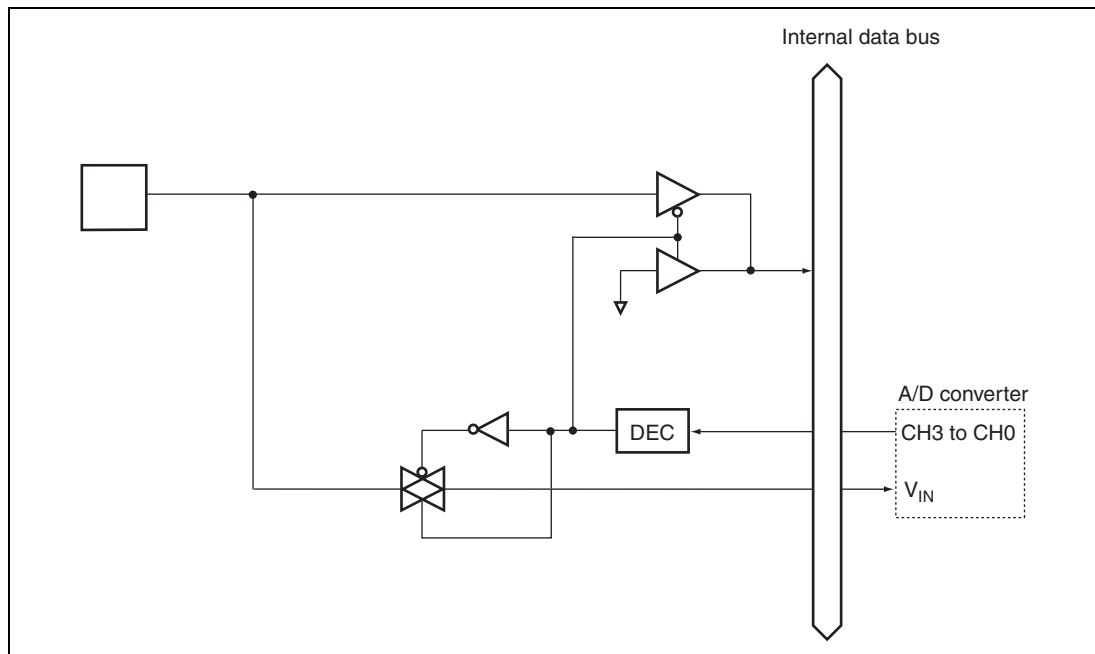 Internal data bus
A/D converter
DEC
CH3 to CH0
VIN